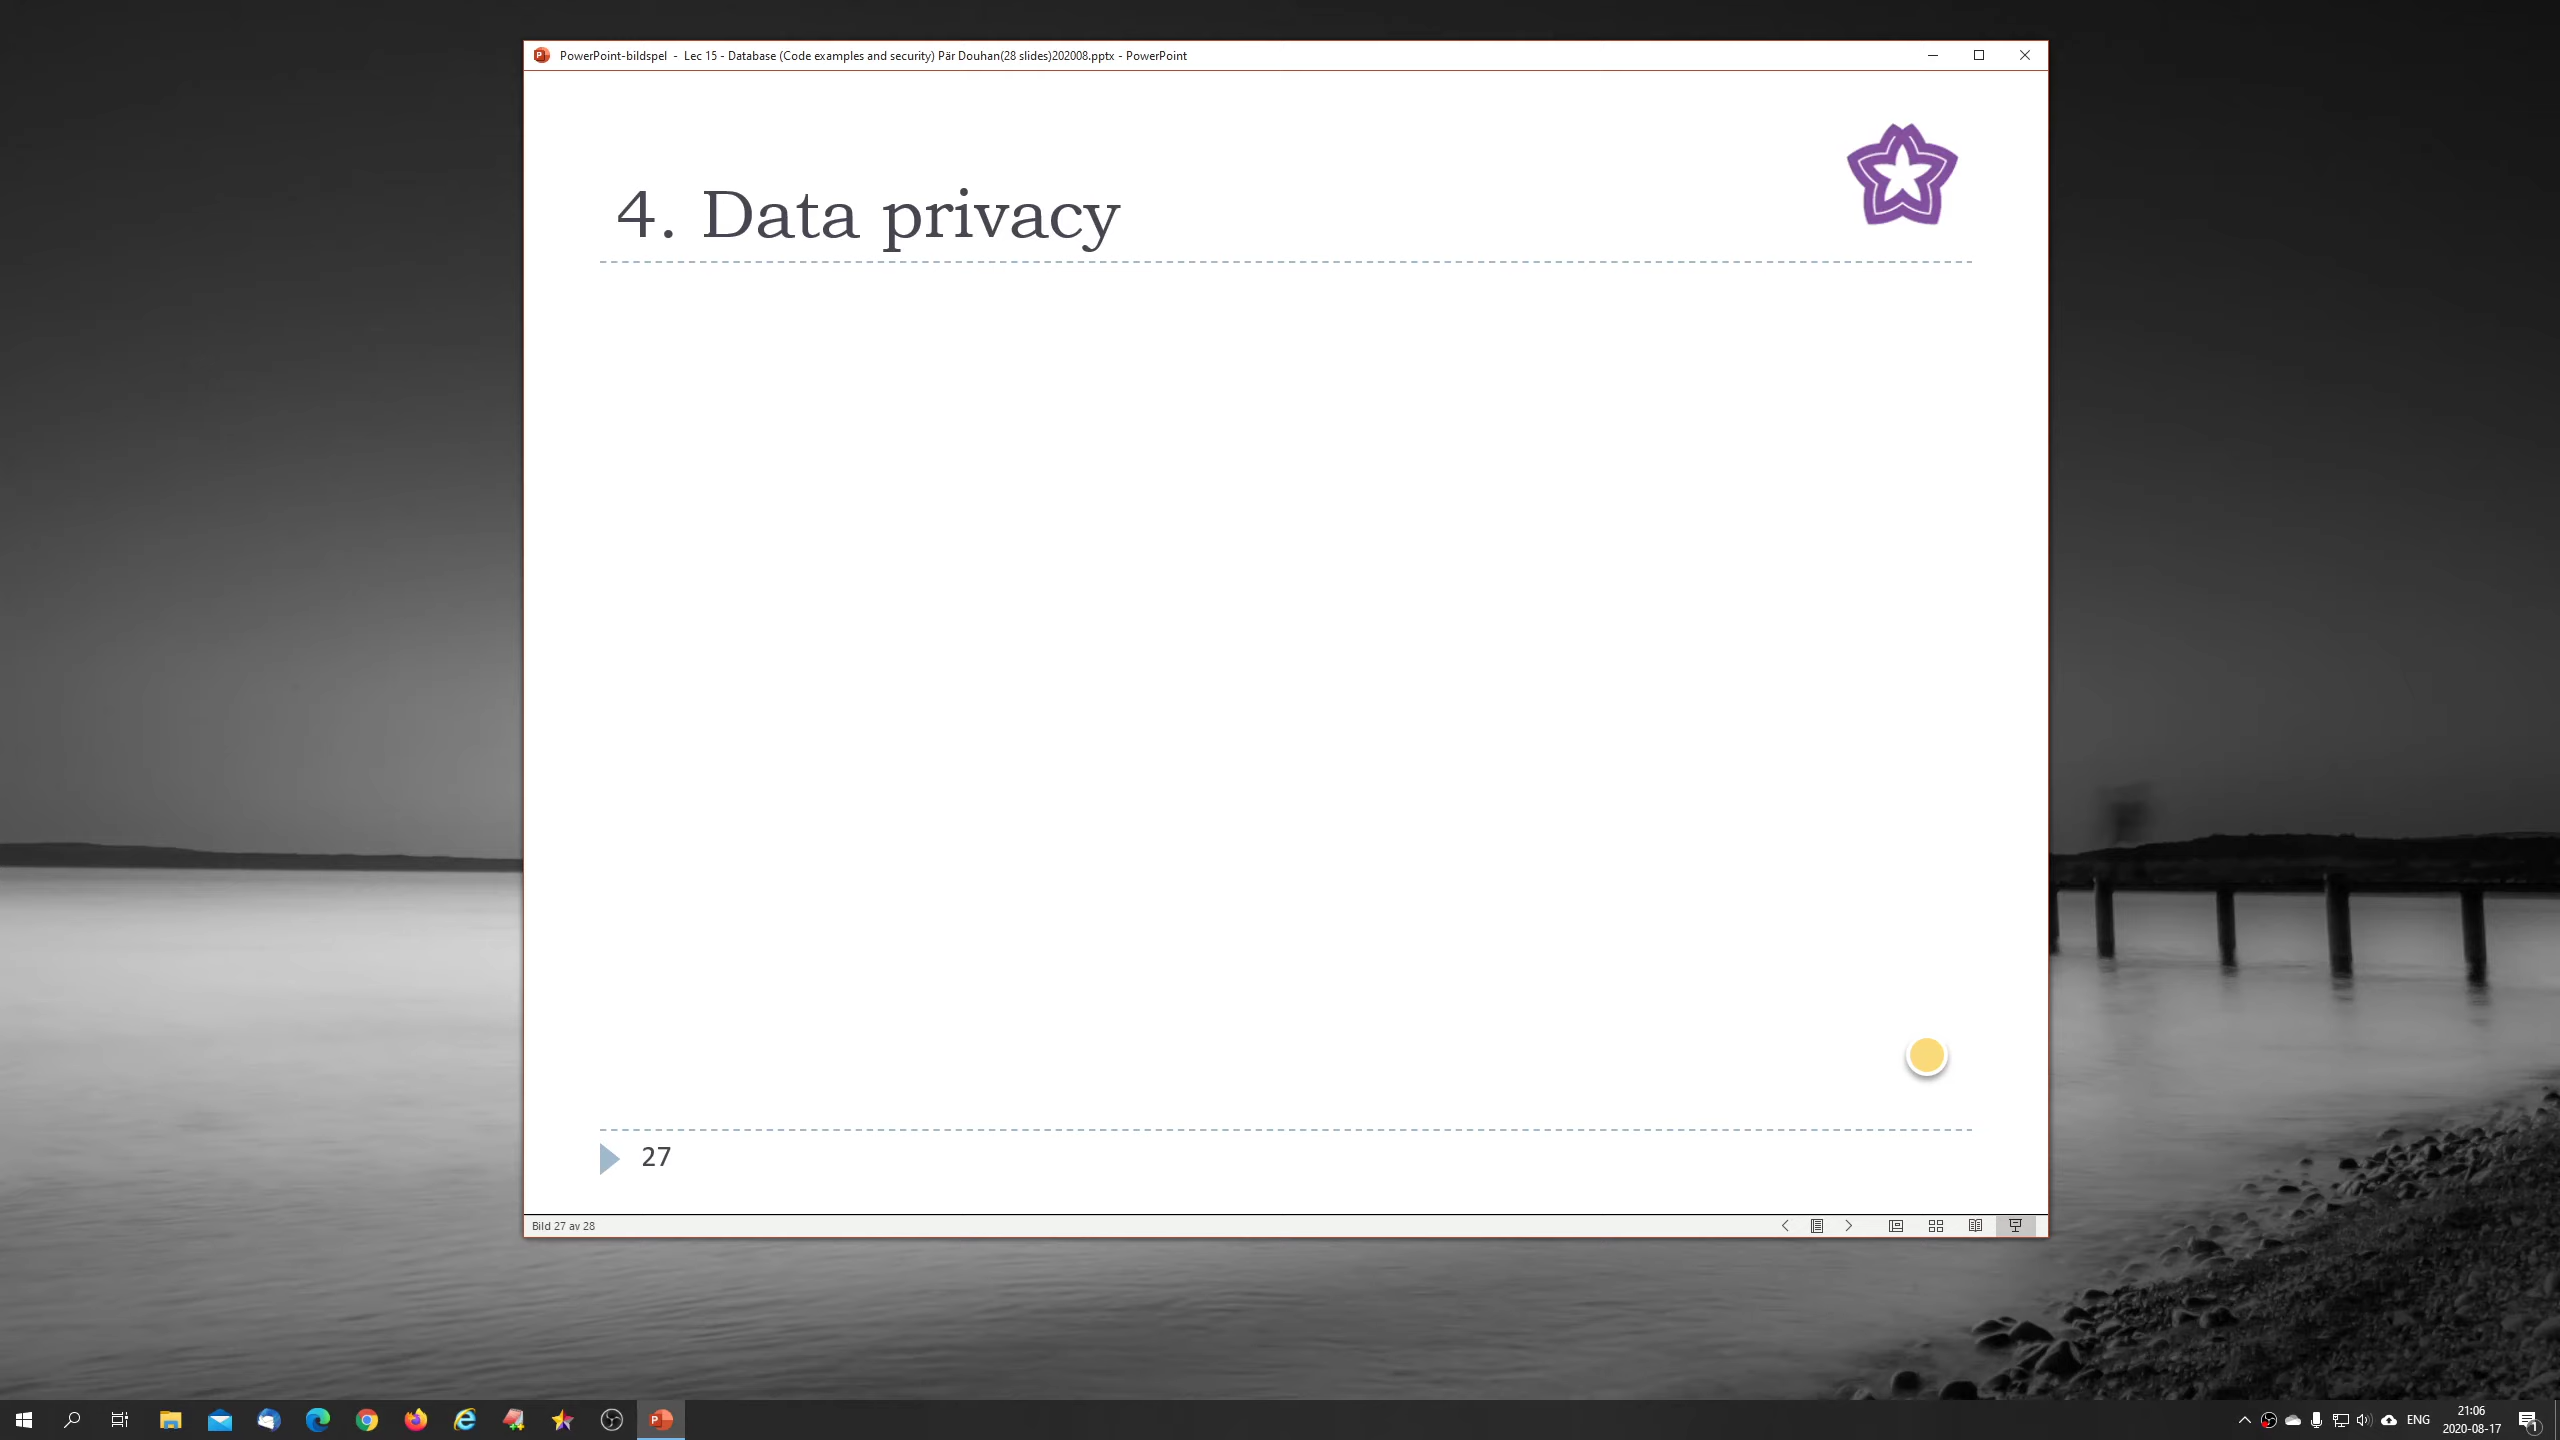 PowerPoint-bildspel - Lec 15 - Database (Code examples and security) Pär Douhan(28 slides)202008.pptx - PowerPoint
4. Data privacy
27
Bild 27 av 28
ENG
21:06
2020-08-17
1